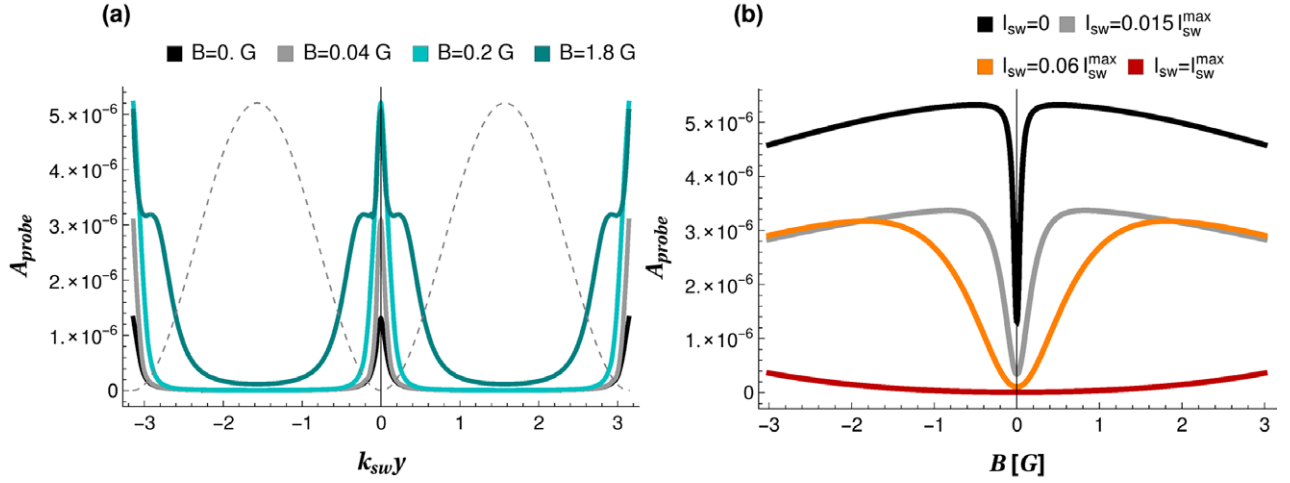 (a)
B=0. G B=0.04 G B=0.2 G B=1.8 G
A_probe
5.×10⁻⁶
4.×10⁻⁶
3.×10⁻⁶
2.×10⁻⁶
1.×10⁻⁶
0
−3 −2 −1 0 1 2 3
k_sw y
(b)
I_sw=0 I_sw=0.015 I_sw^max
I_sw=0.06 I_sw^max I_sw=I_sw^max
A_probe
5.×10⁻⁶
4.×10⁻⁶
3.×10⁻⁶
2.×10⁻⁶
1.×10⁻⁶
0
−3 −2 −1 0 1 2 3
B [G]